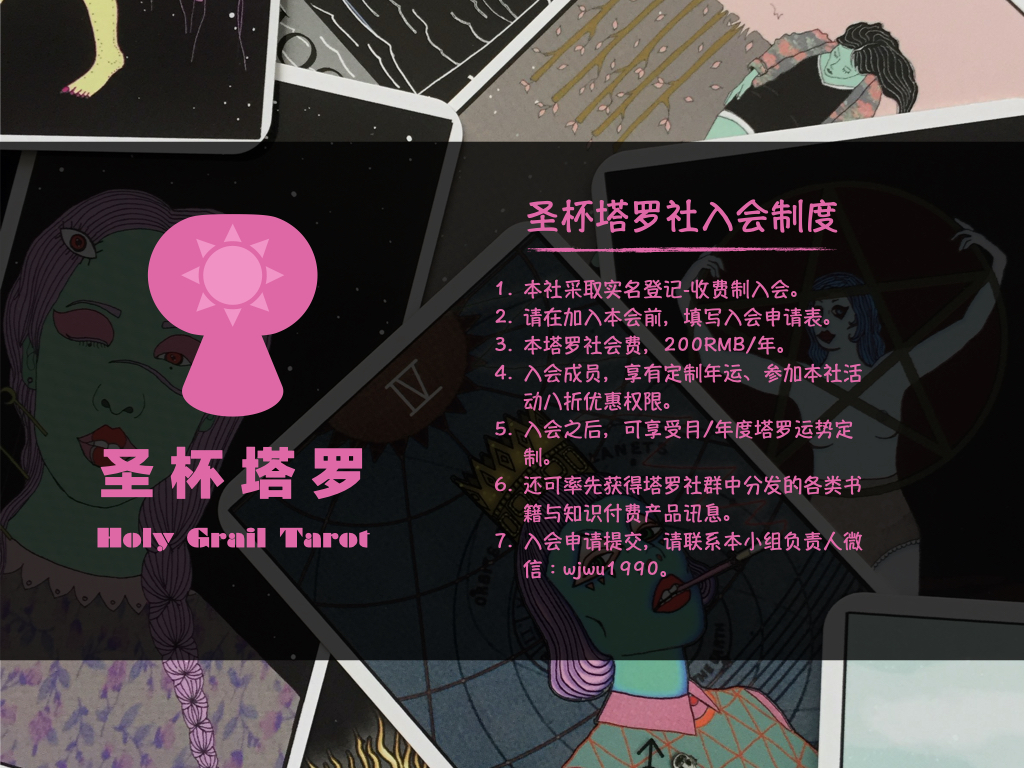 圣杯塔罗
Holy Grail Tarot
圣杯塔罗社入会制度
1. 本社采取实名登记-收费制入会。
2. 请在加入本会前，填写入会申请表。
3. 本塔罗社会费，200RMB/年。
4. 入会成员，享有定制年运、参加本社活
动八折优惠权限。
5. 入会之后，可享受月/年度塔罗运势定
制。
6. 还可率先获得塔罗社群中分发的各类书
籍与知识付费产品讯息。
7. 入会申请提交，请联系本小组负责人微
信：wjwu1990。
IV